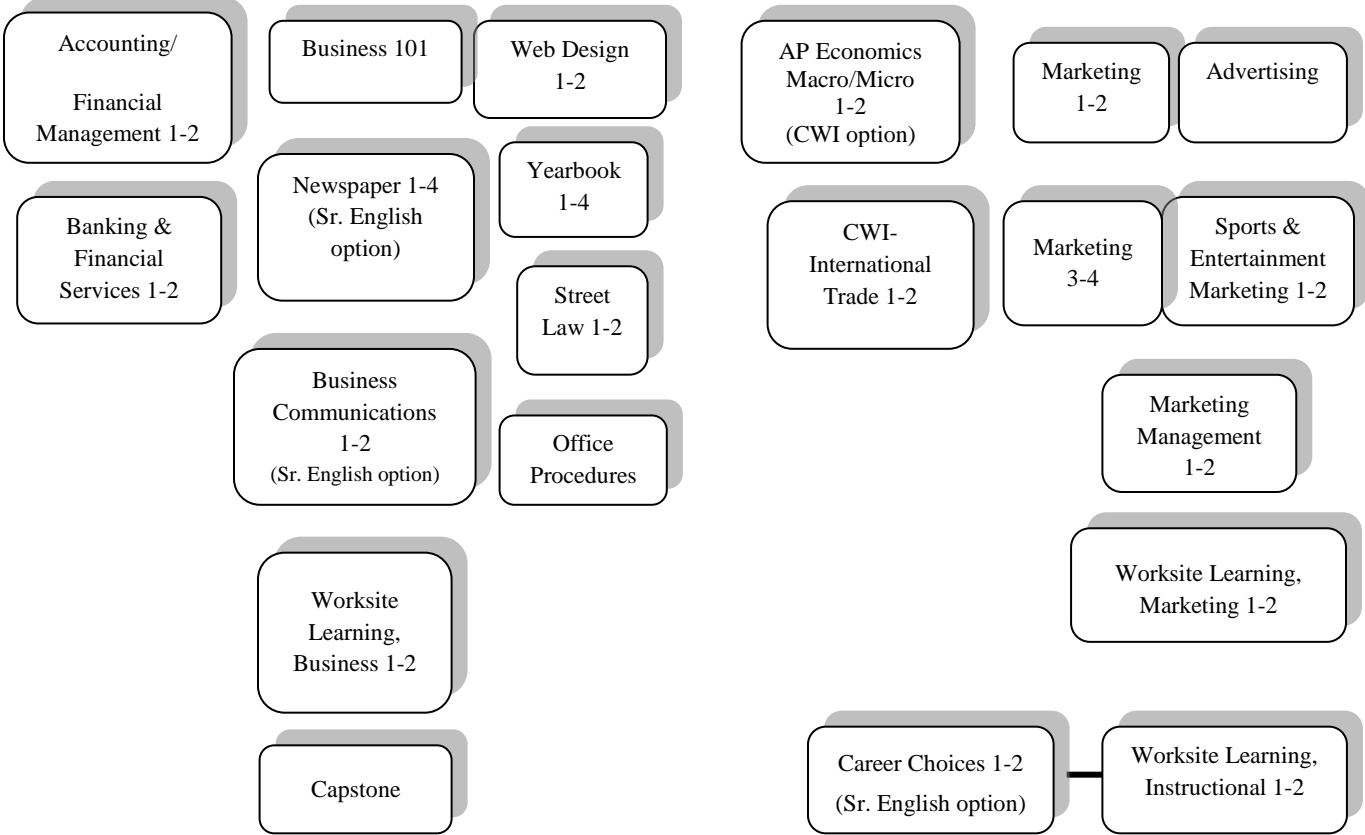 Accounting/
Financial
Management 1-2
Business 101
Web Design
1-2
AP Economics
Macro/Micro
1-2
(CWI option)
Marketing
1-2
Advertising
Banking &
Financial
Services 1-2
Newspaper 1-4
(Sr. English
option)
Yearbook
1-4
Street
Law 1-2
CWI-
International
Trade 1-2
Marketing
3-4
Sports &
Entertainment
Marketing 1-2
Business
Communications
1-2
(Sr. English option)
Office
Procedures
Marketing
Management
1-2
Worksite
Learning,
Business 1-2
Worksite Learning,
Marketing 1-2
Capstone
Career Choices 1-2
(Sr. English option)
Worksite Learning,
Instructional 1-2